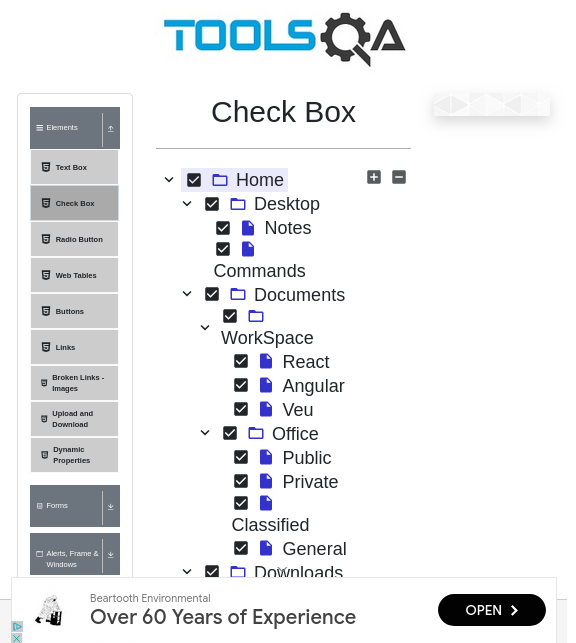 TOOLSQA
Check Box
Elements
Text Box
Check Box
Radio Button
Web Tables
Buttons
Links
Broken Links -
Images
Upload and
Download
Dynamic
Properties
Forms
Alerts, Frame &
Windows
Home
Desktop
Notes
Commands
Documents
WorkSpace
React
Angular
Veu
Office
Public
Private
Classified
General
Downloads
Beartooth Environmental
Over 60 Years of Experience
OPEN